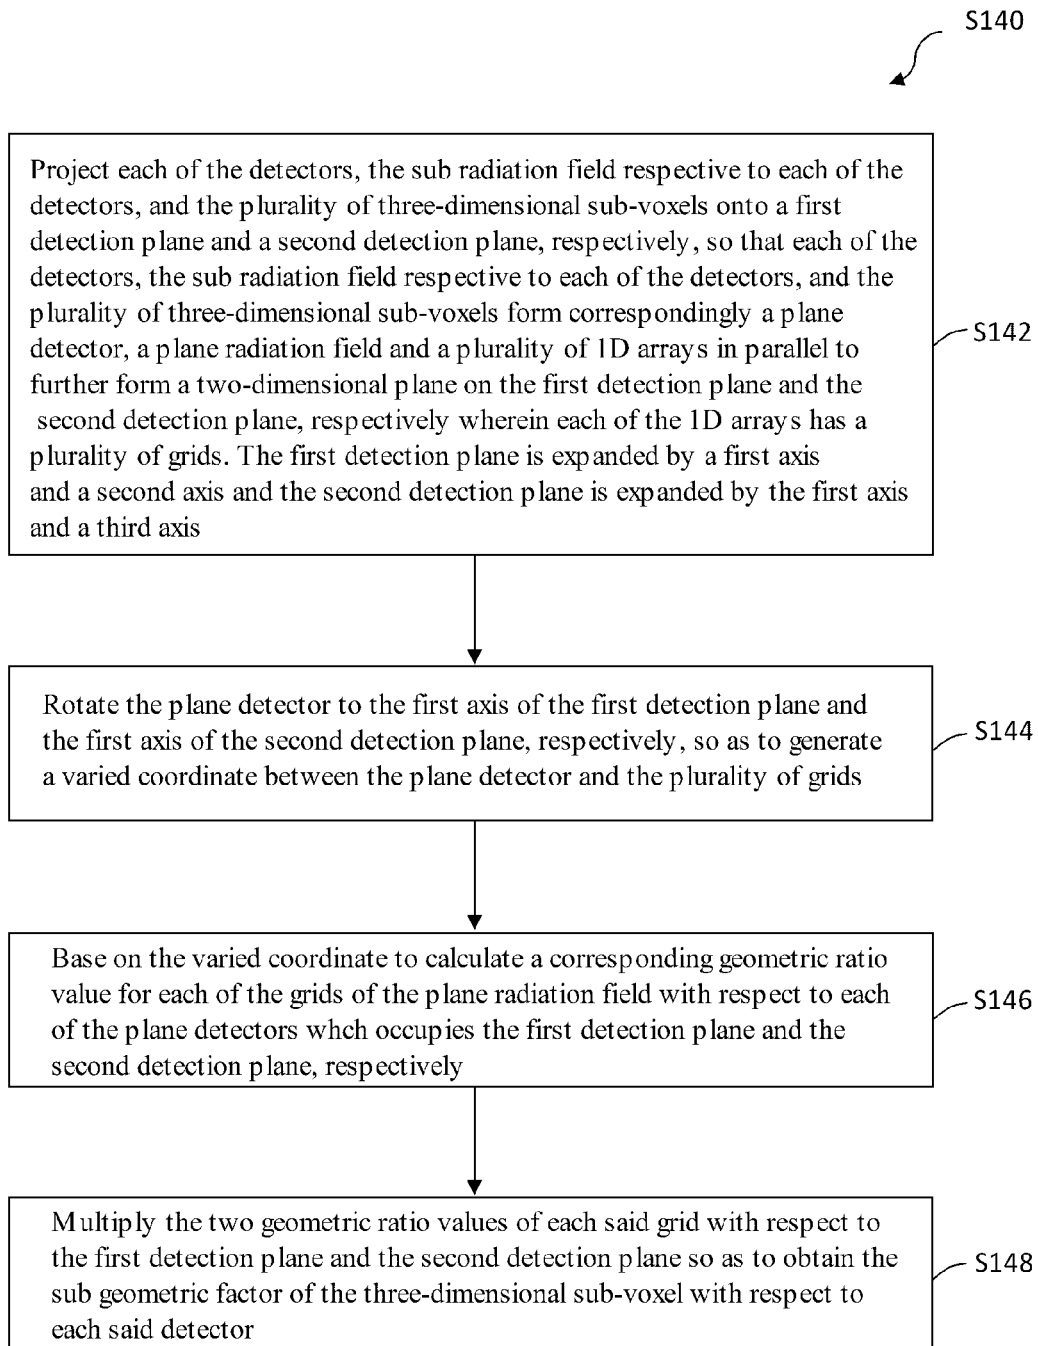 S140
Project each of the detectors, the sub radiation field respective to each of the
detectors, and the plurality of three-dimensional sub-voxels onto a first
detection plane and a second detection plane, respectively, so that each of the
detectors, the sub radiation field respective to each of the detectors, and the
plurality of three-dimensional sub-voxels form correspondingly a plane
detector, a plane radiation field and a plurality of 1D arrays in parallel to
further form a two-dimensional plane on the first detection plane and the
second detection plane, respectively wherein each of the 1D arrays has a
plurality of grids. The first detection plane is expanded by a first axis
and a second axis and the second detection plane is expanded by the first axis
and a third axis
S142
Rotate the plane detector to the first axis of the first detection plane and
the first axis of the second detection plane, respectively, so as to generate
a varied coordinate between the plane detector and the plurality of grids
S144
Base on the varied coordinate to calculate a corresponding geometric ratio
value for each of the grids of the plane radiation field with respect to each
of the plane detectors whch occupies the first detection plane and the
second detection plane, respectively
S146
Multiply the two geometric ratio values of each said grid with respect to
the first detection plane and the second detection plane so as to obtain the
sub geometric factor of the three-dimensional sub-voxel with respect to
each said detector
S148